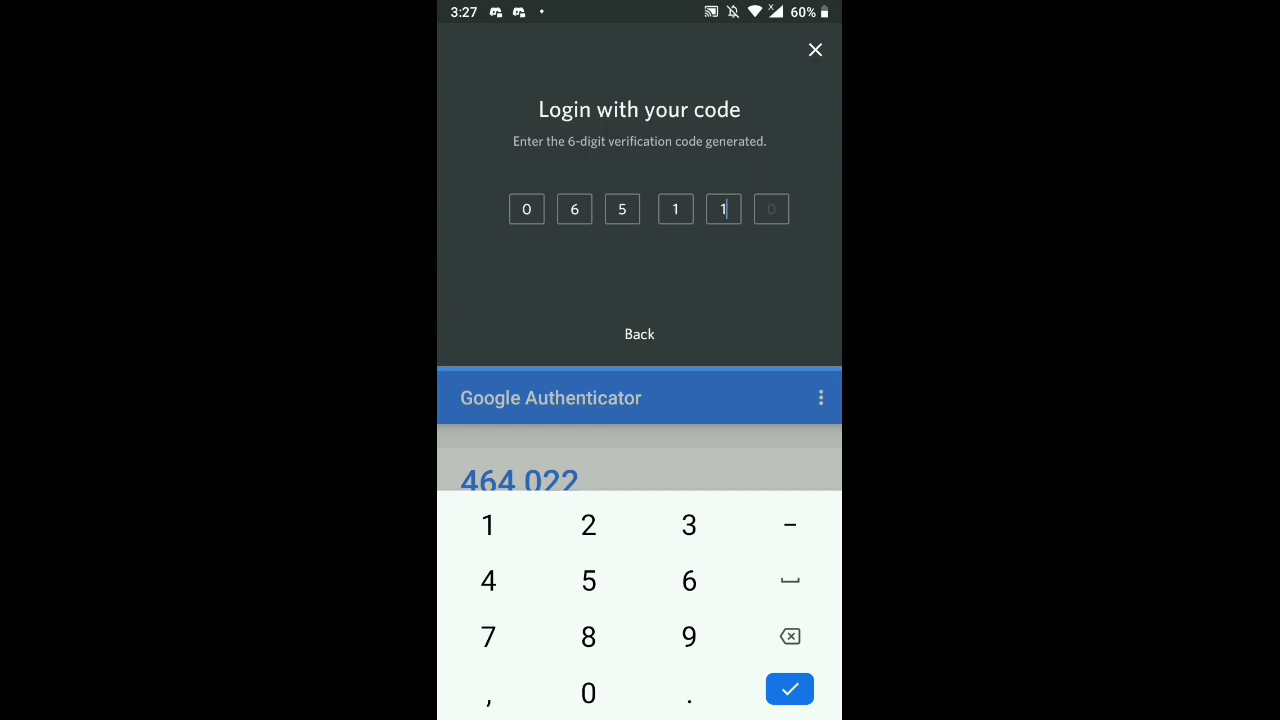 3:27 60%
Login with your code
Enter the 6-digit verification code generated.
0 6 5 1 1 0
Back
Google Authenticator
464 022
1 2 3 -
4 5 6
7 8 9
, 0 .